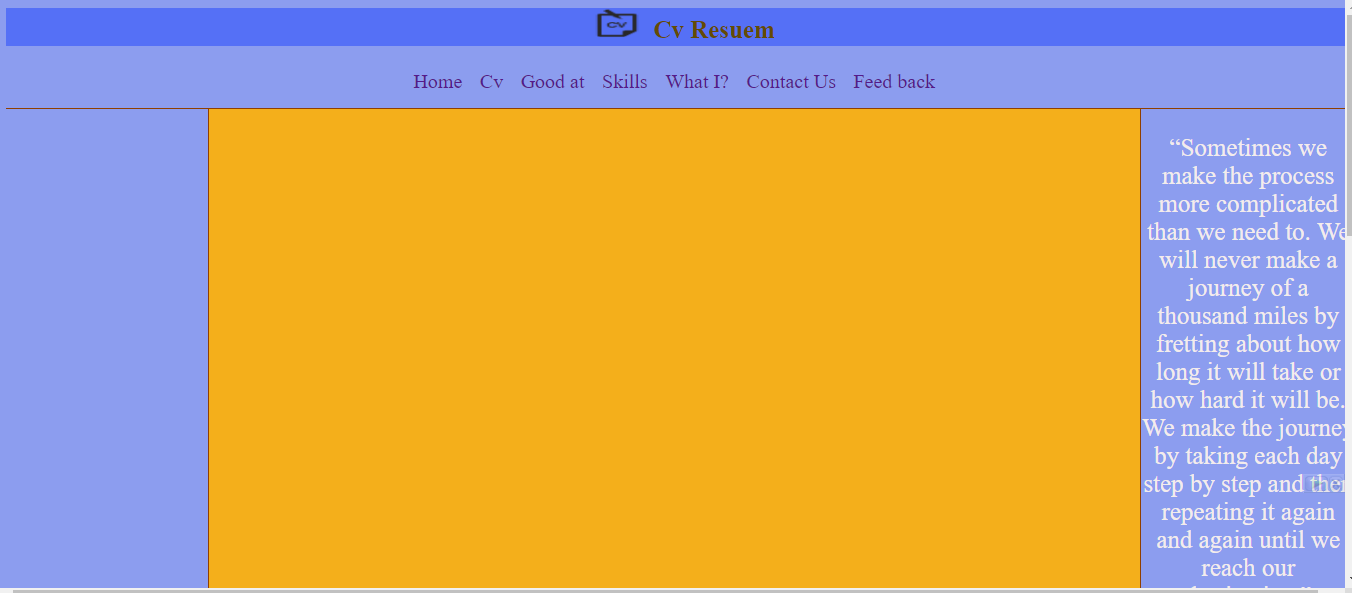 CV
Cv Resuem
Home Cv Good at Skills What I? Contact Us Feed back
“Sometimes we
make the process
more complicated
than we need to. We
will never make a
journey of a
thousand miles by
fretting about how
long it will take or
how hard it will be.
We make the journey
by taking each day
step by step and then
repeating it again
and again until we
reach our